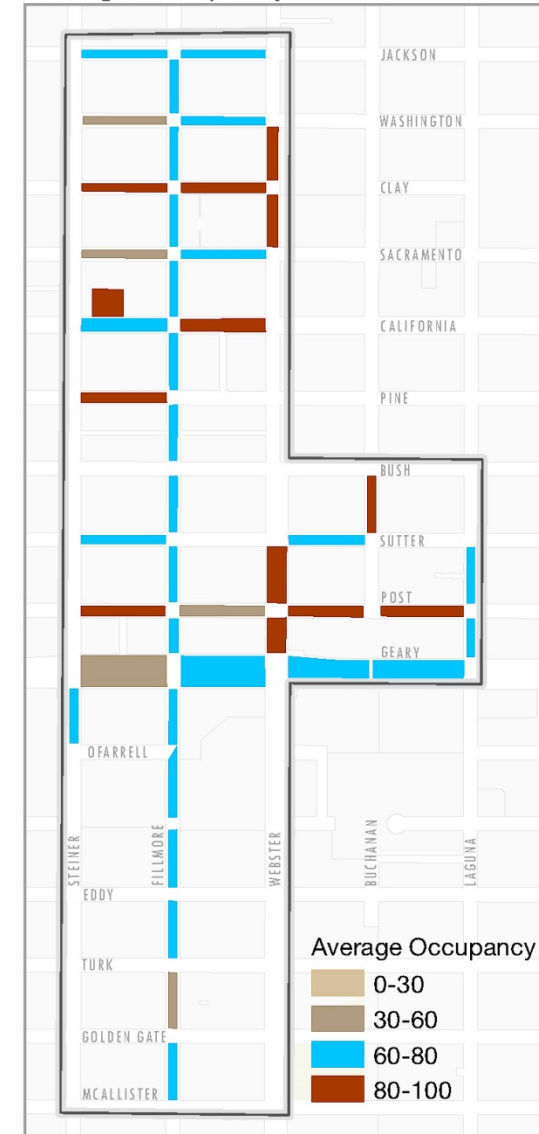 JACKSON
WASHINGTON
CLAY
SACRAMENTO
CALIFORNIA
PINE
BUSH
SUTTER
POST
GEARY
OFARRELL
STEINER
FILLMORE
WEBSTER
BUCHANAN
LAGUNA
EDDY
TURK
GOLDEN GATE
MCALLISTER
Average Occupancy
0-30
30-60
60-80
80-100